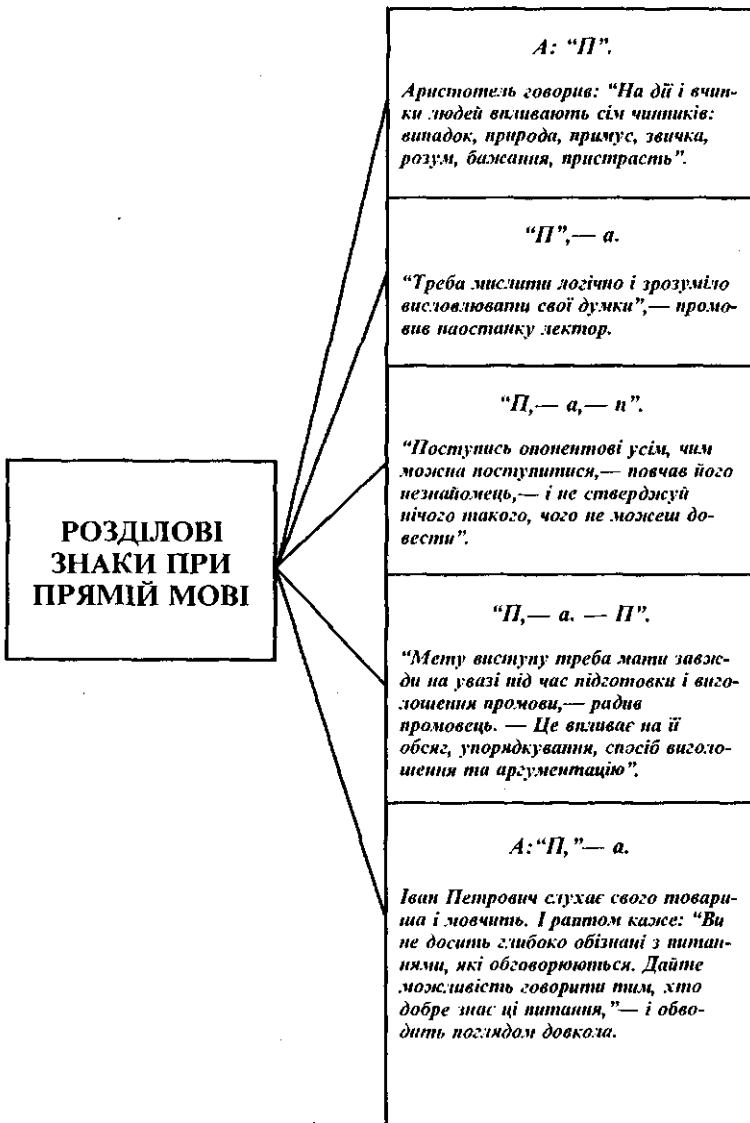 РОЗДІЛОВІ
ЗНАКИ ПРИ
ПРЯМІЙ МОВІ
А: “П”.
Аристотель говорив: “На дії і вчин-
ки людей впливають сім чинників:
випадок, природа, примус, звичка,
розум, бажання, пристрасть”.
“П”,— а.
“Треба мислити логічно і зрозуміло
висловлювати свої думки”,— промо-
вив наостанку лектор.
“П,— а,— п”.
“Поступись опонентові усім, чим
можна поступитися,— повчав його
незнайомець,— і не стверджуй
нічого такого, чого не можеш до-
вести”.
“П,— а. — П”.
“Мету виступу треба мати завж-
ди на увазі під час підготовки і виго-
лошення промови,— радив
промовець. — Це впливає на її
обсяг, упорядкування, спосіб виголо-
шення та аргументацію”.
А:“П,”— а.
Іван Петрович слухає свого товари-
ша і мовчить. І раптом каже: “Ви
не досить глибоко обізнані з питан-
нями, які обговорюються. Дайте
можливість говорити тим, хто
добре знає ці питання,”— і обво-
дить поглядом довкола.